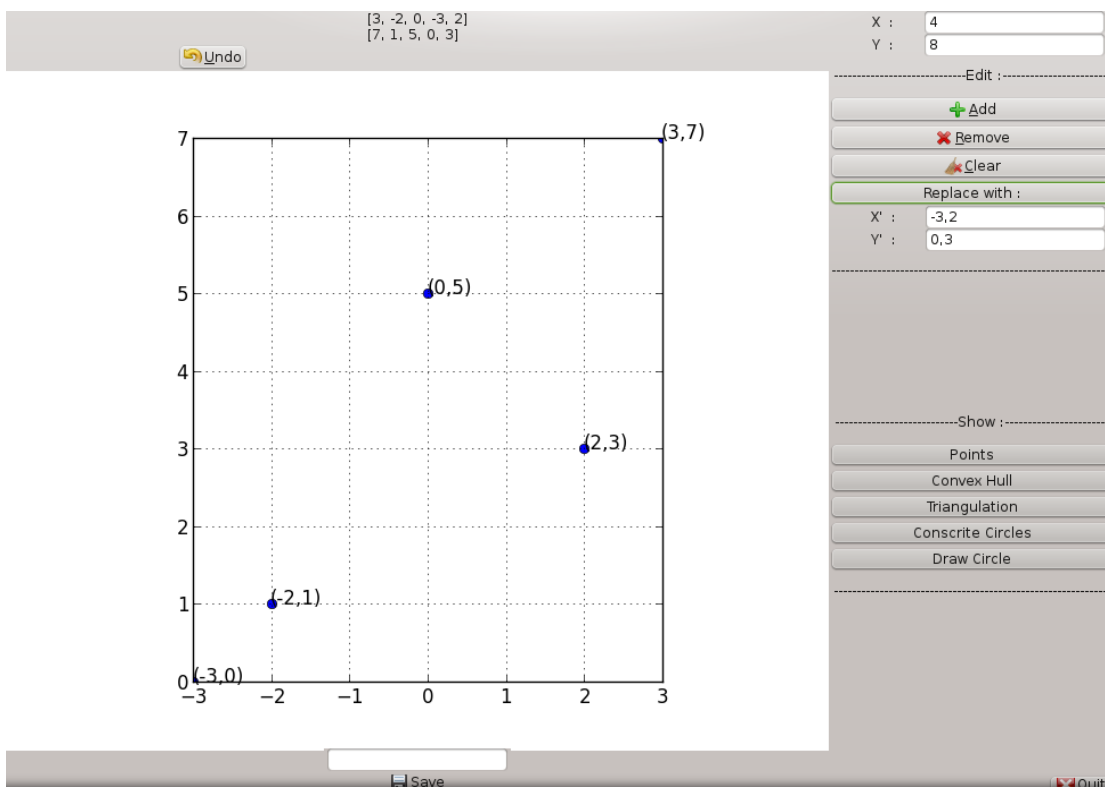 [3, -2, 0, -3, 2]
[7, 1, 5, 0, 3]
Undo
X :
4
Y :
8
-------------------------Edit :-------------------------
Add
Remove
Clear
Replace with :
X' :
-3,2
Y' :
0,3
7
(3,7)
6
5
(0,5)
4
3
(2,3)
2
1
(-2,1)
0
(-3,0)
−3
−2
−1
0
1
2
3
------------------------Show :------------------------
Points
Convex Hull
Triangulation
Conscrite Circles
Draw Circle
Save
Quit